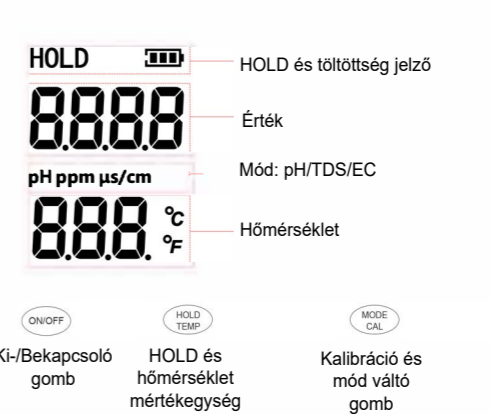 HOLD
HOLD és töltöttség jelző
8.8.8.8
Érték
pH ppm µs/cm
Mód: pH/TDS/EC
8.8.8. °C
°F
Hőmérséklet
ON/OFF
HOLD
TEMP
MODE
CAL
Ki-/Bekapcsoló
gomb
HOLD és
hőmérséklet
mértékegység
Kalibráció és
mód váltó
gomb